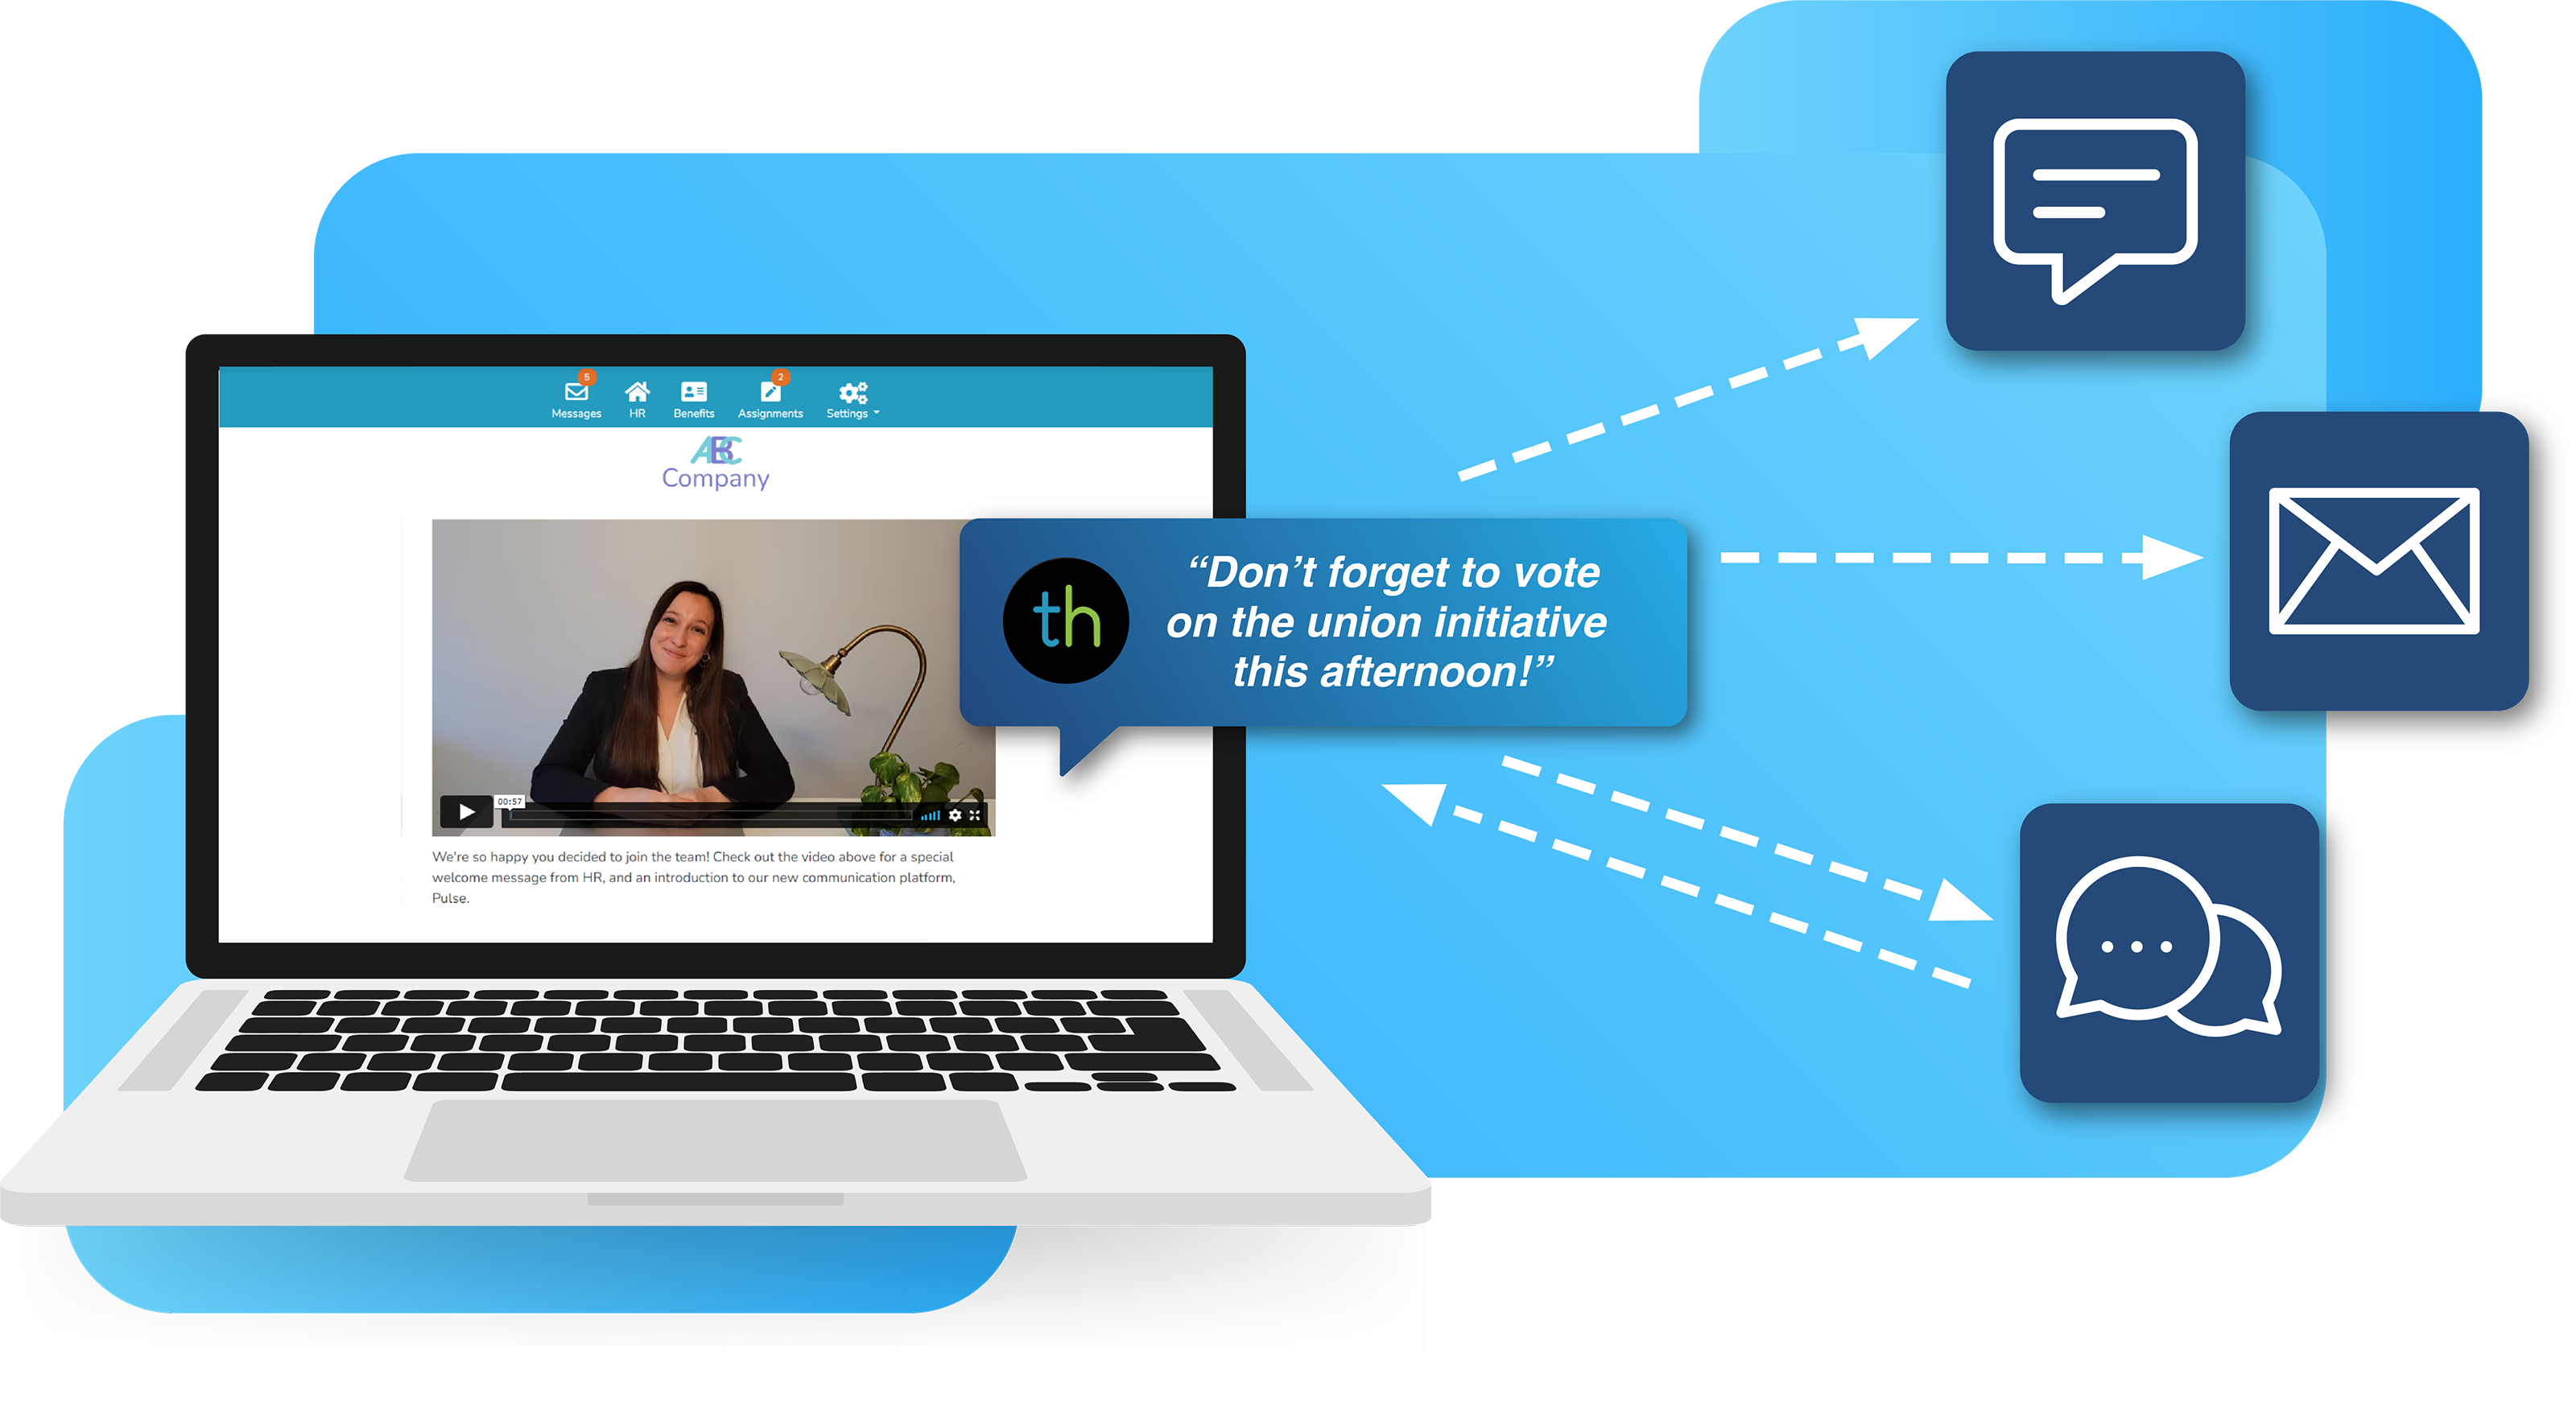 5
2
Messages
HR
Benefits
Assignments
Settings
ABC
Company
th
“Don’t forget to vote
on the union initiative
this afternoon!”
00:57
We're so happy you decided to join the team! Check out the video above for a special
welcome message from HR, and an introduction to our new communication platform,
Pulse.